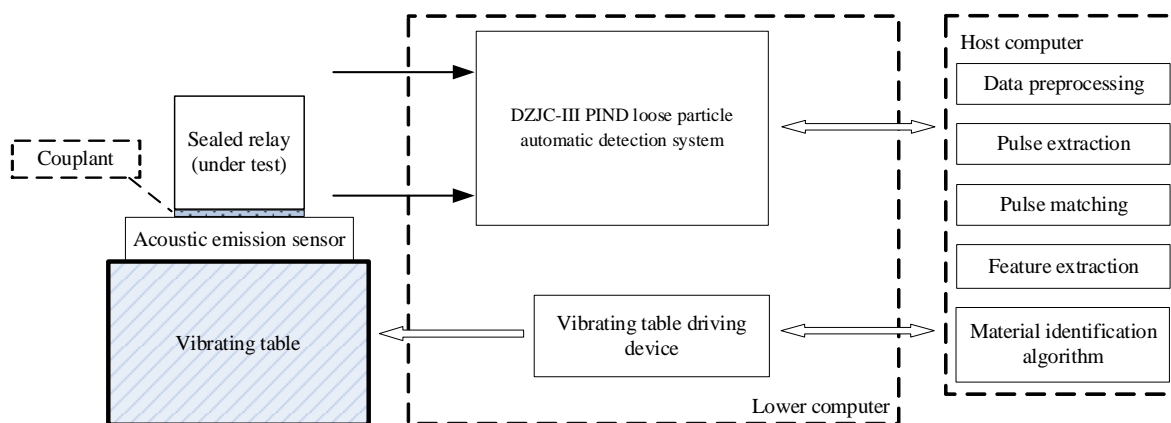 Couplant
Sealed relay
(under test)
Acoustic emission sensor
Vibrating table
DZJC-III PIND loose particle
automatic detection system
Vibrating table driving
device
Lower computer
Host computer
Data preprocessing
Pulse extraction
Pulse matching
Feature extraction
Material identification
algorithm